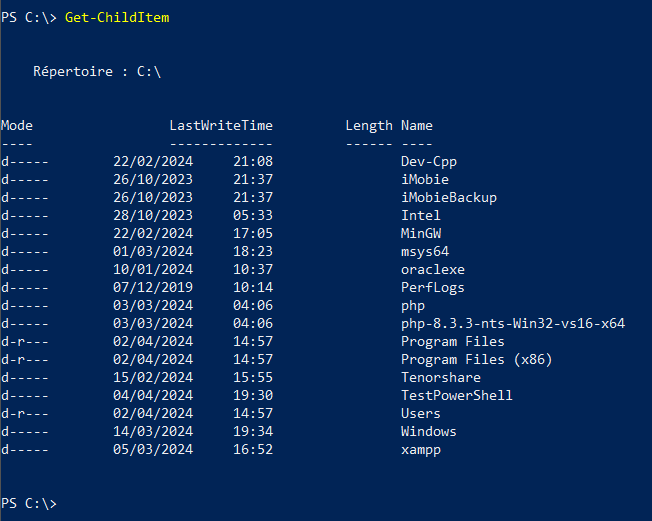 PS C:\> Get-ChildItem
Répertoire : C:\
Mode LastWriteTime Length Name
---- ------------- ------ ----
d----- 22/02/2024 21:08 Dev-Cpp
d----- 26/10/2023 21:37 iMobie
d----- 26/10/2023 21:37 iMobieBackup
d----- 28/10/2023 05:33 Intel
d----- 22/02/2024 17:05 MinGW
d----- 01/03/2024 18:23 msys64
d----- 10/01/2024 10:37 oraclexe
d----- 07/12/2019 10:14 PerfLogs
d----- 03/03/2024 04:06 php
d----- 03/03/2024 04:06 php-8.3.3-nts-Win32-vs16-x64
d-r--- 02/04/2024 14:57 Program Files
d-r--- 02/04/2024 14:57 Program Files (x86)
d----- 15/02/2024 15:55 Tenorshare
d----- 04/04/2024 19:30 TestPowerShell
d-r--- 02/04/2024 14:57 Users
d----- 14/03/2024 19:34 Windows
d----- 05/03/2024 16:52 xampp
PS C:\>